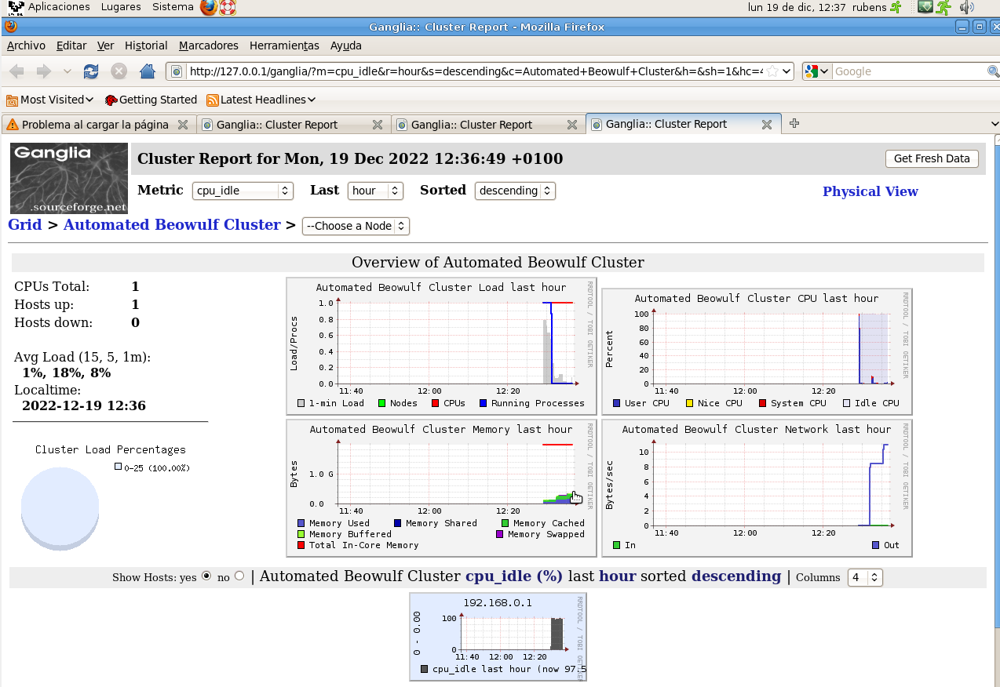 Aplicaciones Lugares Sistema lun 19 de dic, 12:37 rubens
Ganglia:: Cluster Report - Mozilla Firefox
Archivo Editar Ver Historial Marcadores Herramientas Ayuda
http://127.0.0.1/ganglia/?m=cpu_idle&r=hour&s=descending&c=Automated+Beowulf+Cluster&h=&sh=1&hc=4 Google
Most Visited Getting Started Latest Headlines
Problema al cargar la página Ganglia:: Cluster Report Ganglia:: Cluster Report Ganglia:: Cluster Report
Ganglia
.sourceforge.net
Cluster Report for Mon, 19 Dec 2022 12:36:49 +0100 Get Fresh Data
Metric cpu_idle Last hour Sorted descending Physical View
Grid > Automated Beowulf Cluster > --Choose a Node
Overview of Automated Beowulf Cluster
CPUs Total: 1
Hosts up: 1
Hosts down: 0
Avg Load (15, 5, 1m):
1%, 18%, 8%
Localtime:
2022-12-19 12:36
Cluster Load Percentages
0-25 (100.00%)
Automated Beowulf Cluster Load last hour
RRDTOOL / TOBI OETIKER
Load/Procs
1.0
0.8
0.6
0.4
0.2
0.0
11:40 12:00 12:20
1-min Load Nodes CPUs Running Processes
Automated Beowulf Cluster CPU last hour
RRDTOOL / TOBI OETIKER
Percent
100
80
60
40
20
0
11:40 12:00 12:20
User CPU Nice CPU System CPU Idle CPU
Automated Beowulf Cluster Memory last hour
RRDTOOL / TOBI OETIKER
Bytes
1.0 G
0.0
11:40 12:00 12:20
Memory Used Memory Shared Memory Cached
Memory Buffered Memory Swapped
Total In-Core Memory
Automated Beowulf Cluster Network last hour
RRDTOOL / TOBI OETIKER
Bytes/sec
10
8
6
4
2
0
11:40 12:00 12:20
In Out
Show Hosts: yes no | Automated Beowulf Cluster cpu_idle (%) last hour sorted descending | Columns 4
192.168.0.1
RRDTOOL / TOBI OETIKER
0 - 0.00
100
0
11:40 12:00 12:20
cpu_idle last hour (now 97.5